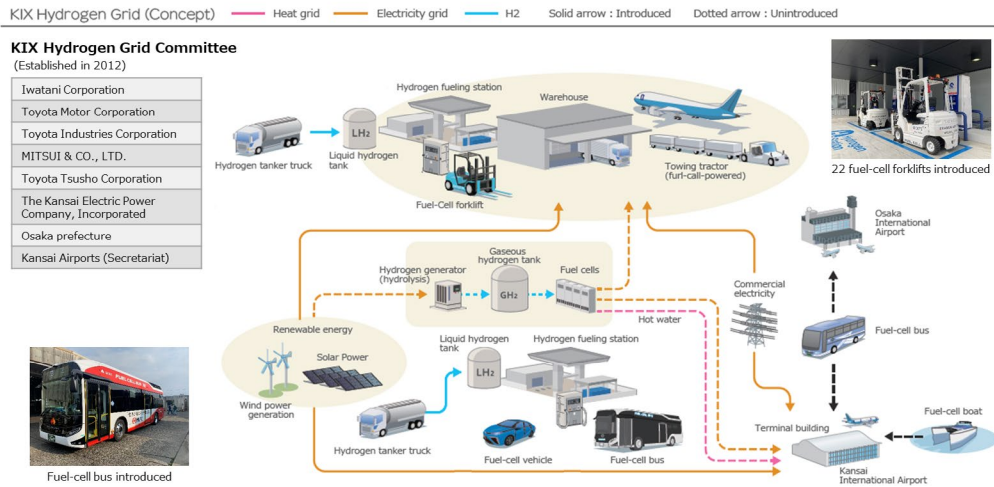 KIX Hydrogen Grid (Concept)
Heat grid
Electricity grid
H2
Solid arrow : Introduced
Dotted arrow : Unintroduced
KIX Hydrogen Grid Committee
(Established in 2012)
Iwatani Corporation
Toyota Motor Corporation
Toyota Industries Corporation
MITSUI & CO., LTD.
Toyota Tsusho Corporation
The Kansai Electric Power
Company, Incorporated
Osaka prefecture
Kansai Airports (Secretariat)
Hydrogen tanker truck
LH2
Liquid hydrogen
tank
Hydrogen fueling station
Fuel-Cell forklift
Warehouse
Towing tractor
(furl-call-powered)
22 fuel-cell forklifts introduced
Osaka
International
Airport
Hydrogen generator
(hydrolysis)
Gaseous
hydrogen tank
GH2
Fuel cells
Hot water
Commercial
electricity
Fuel-cell bus
Renewable energy
Solar Power
Wind power
generation
Liquid hydrogen
tank
LH2
Hydrogen fueling station
Hydrogen tanker truck
Fuel-cell vehicle
Fuel-cell bus
Terminal building
Kansai
International Airport
Fuel-cell boat
Fuel-cell bus introduced